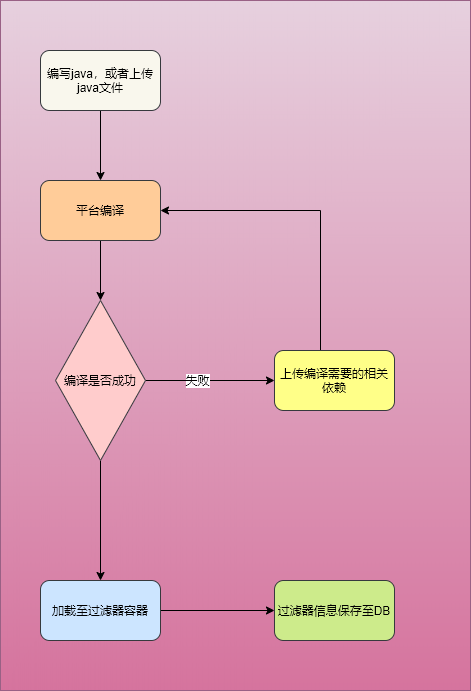 编写java，或者上传
java文件
平台编译
编译是否成功
失败
上传编译需要的相关
依赖
加载至过滤器容器
过滤器信息保存至DB